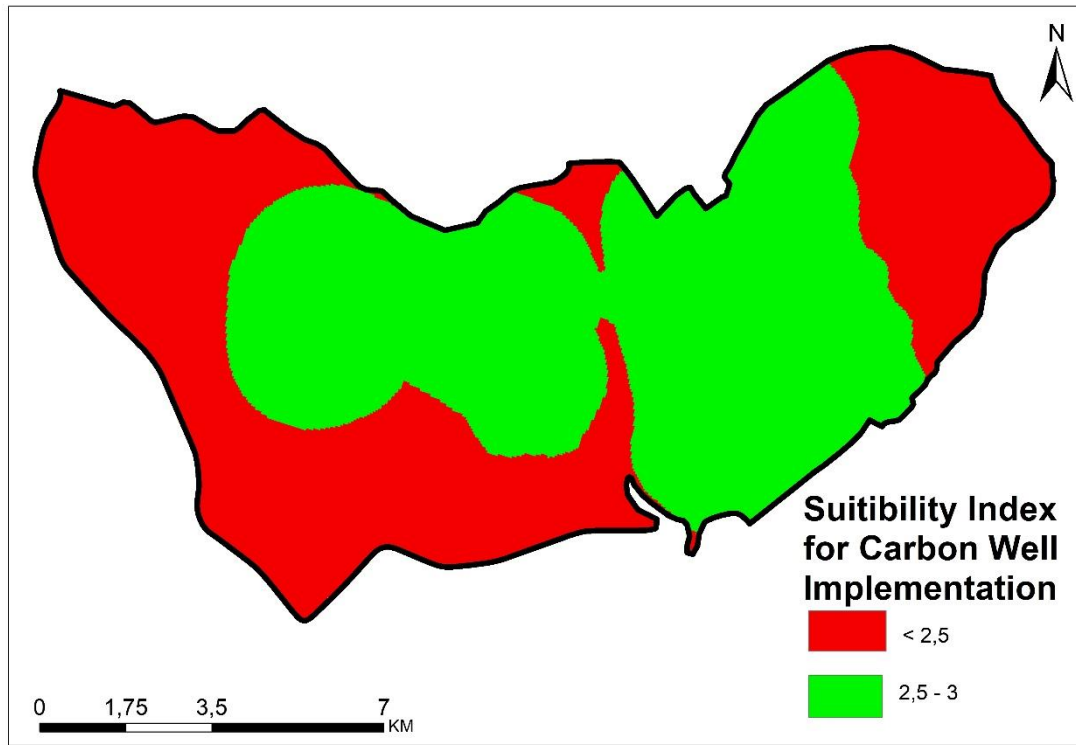 N
Suitibility Index
for Carbon Well
Implementation
< 2,5
2,5 - 3
0 1,75 3,5 7
KM